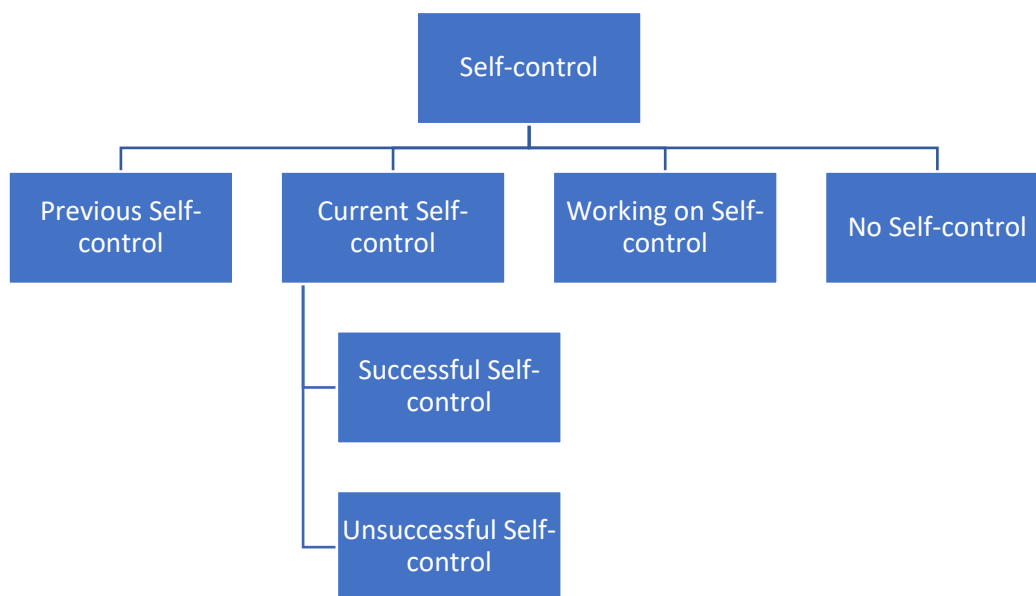 Self-control
Previous Self-
control
Current Self-
control
Working on Self-
control
No Self-control
Successful Self-
control
Unsuccessful Self-
control